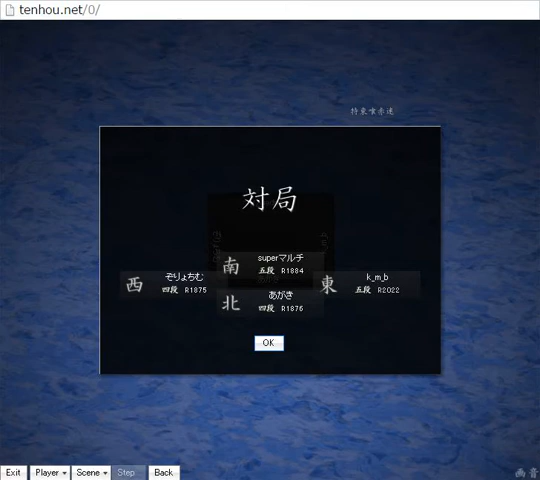 tenhou.net/0/
特東喰赤速
対局
南
superマルチ
五段 R1884
西
ぞりょちむ
四段 R1875
東
k_m_b
五段 R2022
北
あがき
四段 R1876
OK
Exit Player Scene Step Back